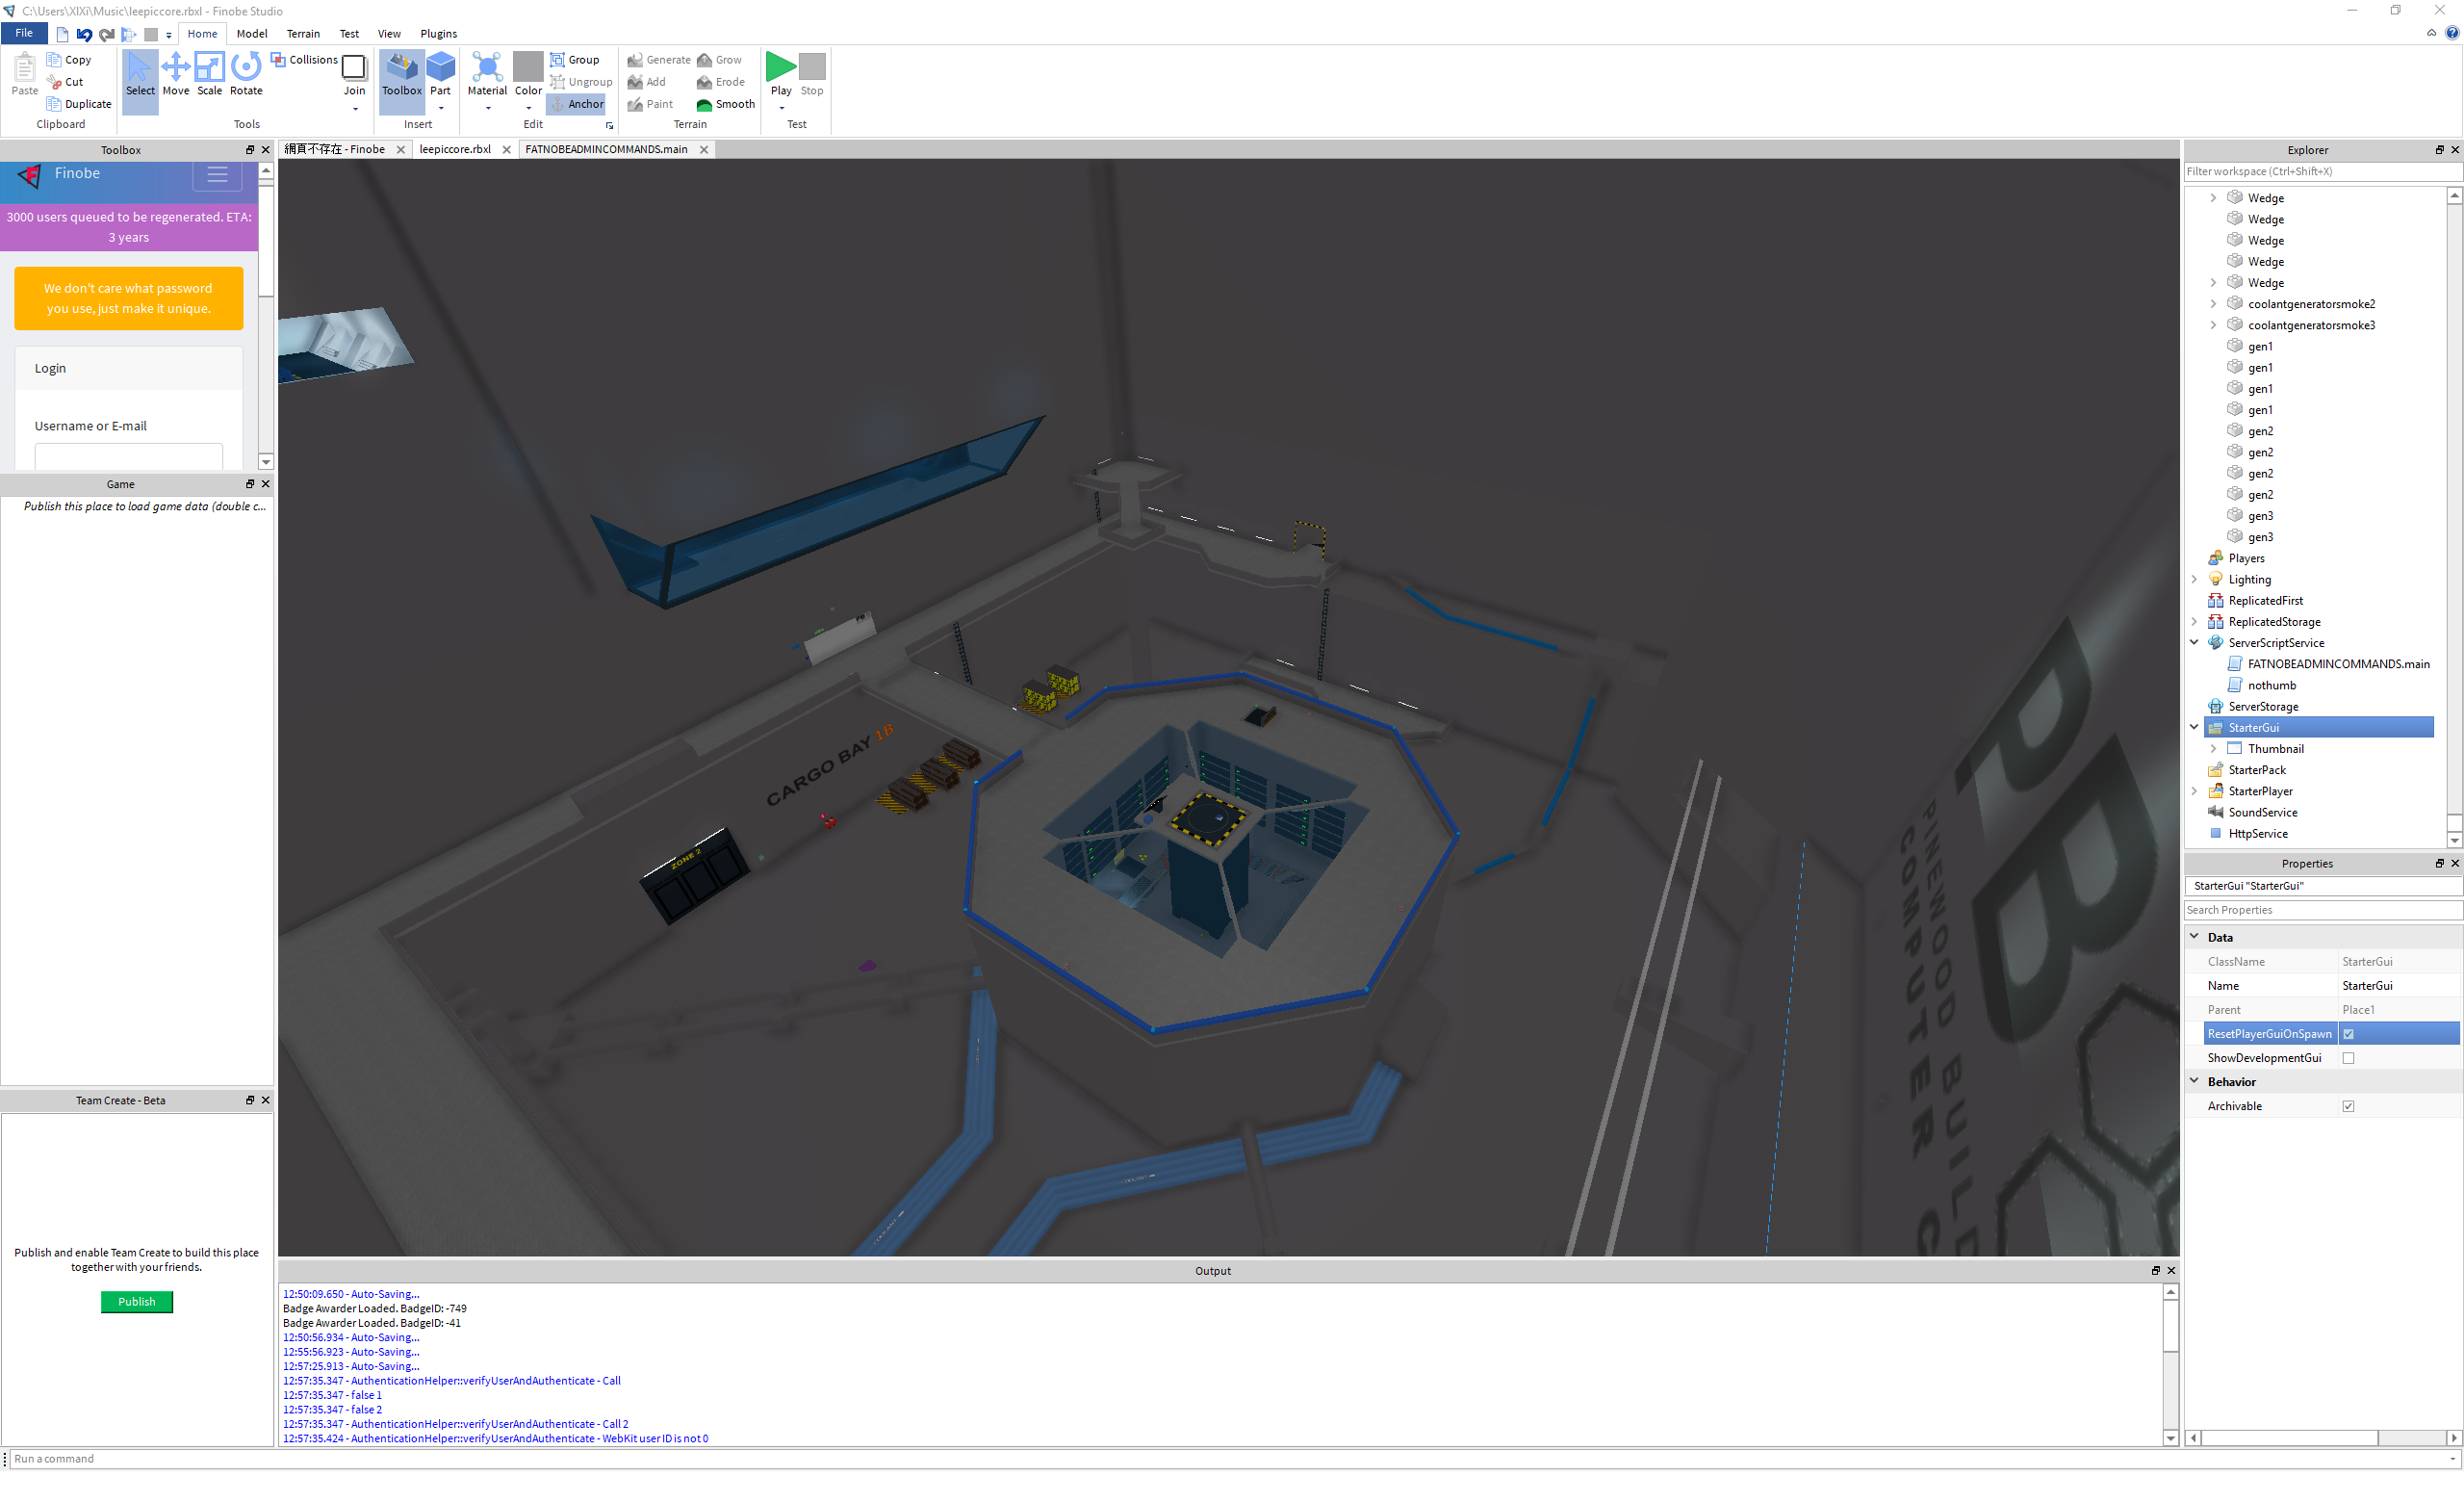 C:\Users\XIXi\Music\leepiccore.rbxl - Finobe Studio
File
Home
Model
Terrain
Test
View
Plugins
Paste
Copy
Cut
Duplicate
Clipboard
Select
Move
Scale
Rotate
Collisions
Join
Tools
Toolbox
Part
Insert
Material
Color
Group
Ungroup
Anchor
Edit
Generate
Add
Paint
Grow
Erode
Smooth
Terrain
Play
Stop
Test
Toolbox
Finobe
3000 users queued to be regenerated. ETA:
3 years
We don't care what password
you use, just make it unique.
Login
Username or E-mail
Game
Publish this place to load game data (double c...
Team Create - Beta
Publish and enable Team Create to build this place
together with your friends.
Publish
網頁不存在 - Finobe
leepiccore.rbxl
FATNOBEADMINCOMMANDS.main
CARGO BAY 1B
ZONE 2
PB
PINEWOOD BUILD
COMPUTER C
Output
12:50:09.650 - Auto-Saving...
Badge Awarder Loaded. BadgeID: -749
Badge Awarder Loaded. BadgeID: -41
12:50:56.934 - Auto-Saving...
12:55:56.923 - Auto-Saving...
12:57:25.913 - Auto-Saving...
12:57:35.347 - AuthenticationHelper::verifyUserAndAuthenticate - Call
12:57:35.347 - false 1
12:57:35.347 - false 2
12:57:35.347 - AuthenticationHelper::verifyUserAndAuthenticate - Call 2
12:57:35.424 - AuthenticationHelper::verifyUserAndAuthenticate - WebKit user ID is not 0
Run a command
Explorer
Filter workspace (Ctrl+Shift+X)
Wedge
Wedge
Wedge
Wedge
Wedge
coolantgeneratorsmoke2
coolantgeneratorsmoke3
gen1
gen1
gen1
gen1
gen2
gen2
gen2
gen2
gen3
gen3
Players
Lighting
ReplicatedFirst
ReplicatedStorage
ServerScriptService
FATNOBEADMINCOMMANDS.main
nothumb
ServerStorage
StarterGui
Thumbnail
StarterPack
StarterPlayer
SoundService
HttpService
Properties
StarterGui "StarterGui"
Search Properties
Data
ClassName StarterGui
Name StarterGui
Parent Place1
ResetPlayerGuiOnSpawn
ShowDevelopmentGui
Behavior
Archivable